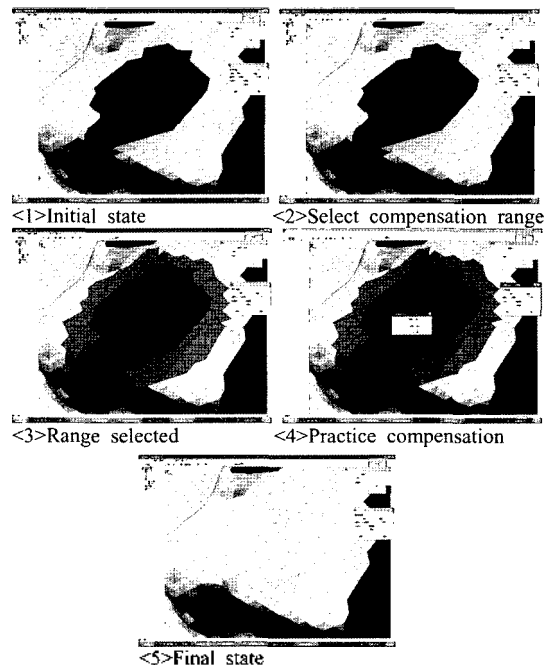 <1>Initial state
<2>Select compensation range
<3>Range selected
<4>Practice compensation
<5>Final state